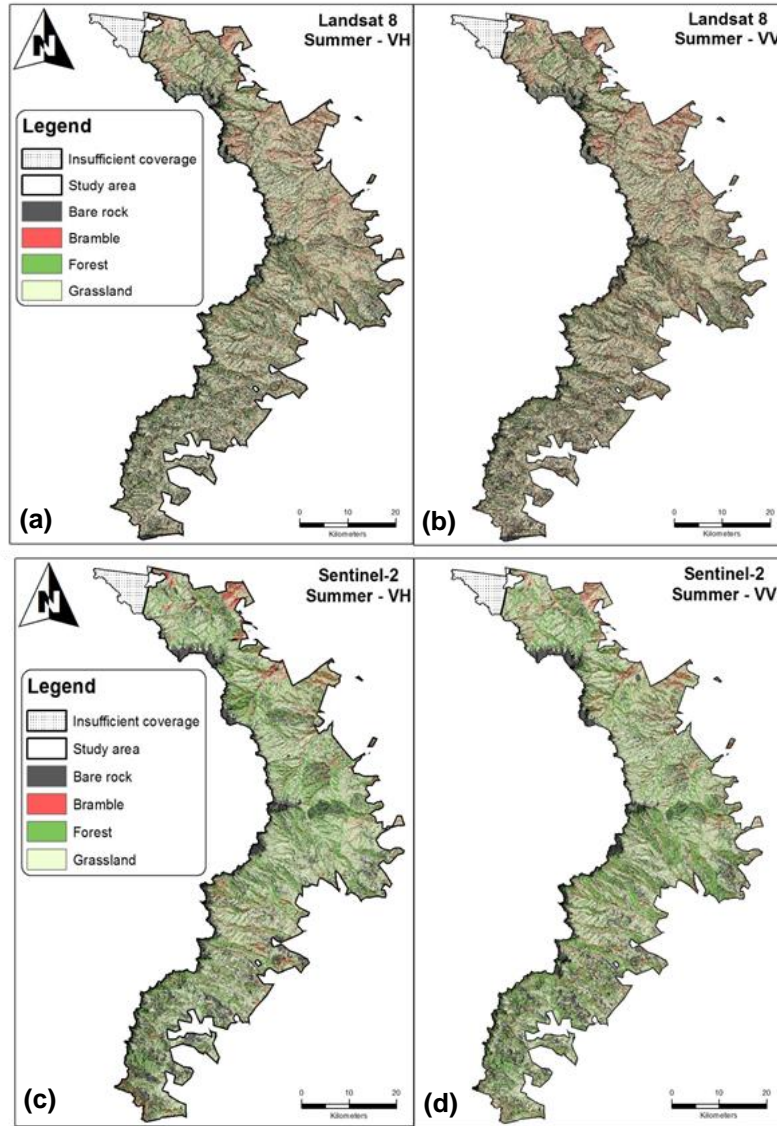 Landsat 8
Summer - VH
N
Legend
Insufficient coverage
Study area
Bare rock
Bramble
Forest
Grassland
0 10 20
Kilometers
(a)
Landsat 8
Summer - VV
0 10 20
Kilometers
(b)
Sentinel-2
Summer - VH
N
Legend
Insufficient coverage
Study area
Bare rock
Bramble
Forest
Grassland
0 10 20
Kilometers
(c)
Sentinel-2
Summer - VV
0 10 20
Kilometers
(d)